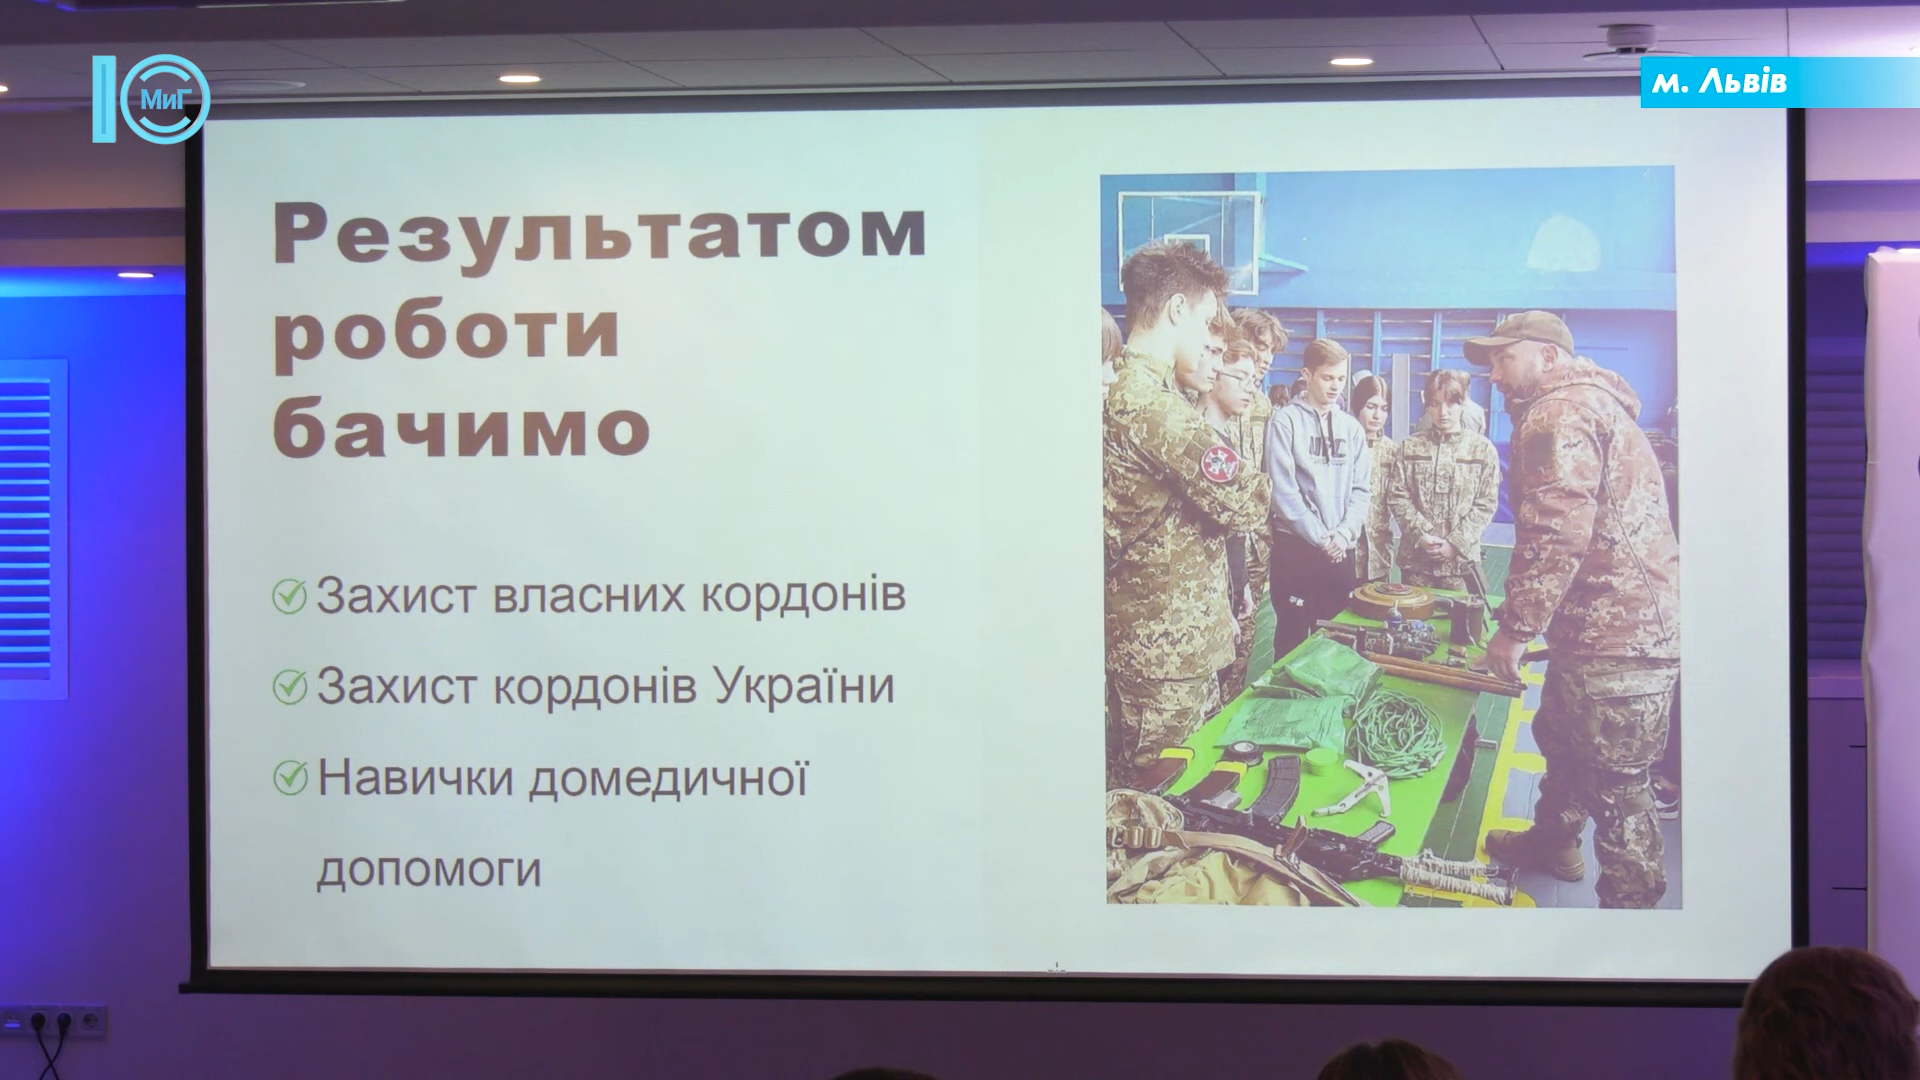 МиГ
м. Львів
Результатом
роботи
бачимо
Захист власних кордонів
Захист кордонів України
Навички домедичної
допомоги